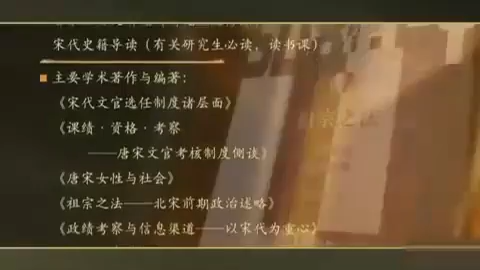 宋代史籍导读（有关研究生必读，读书课）
■ 主要学术著作与编著：
《宋代文官选任制度诸层面》
《课绩·资格·考察
——唐宋文官考核制度侧谈》
《唐宋女性与社会》
《祖宗之法——北宋前期政治述略》
《政绩考察与信息渠道——以宋代为重心》